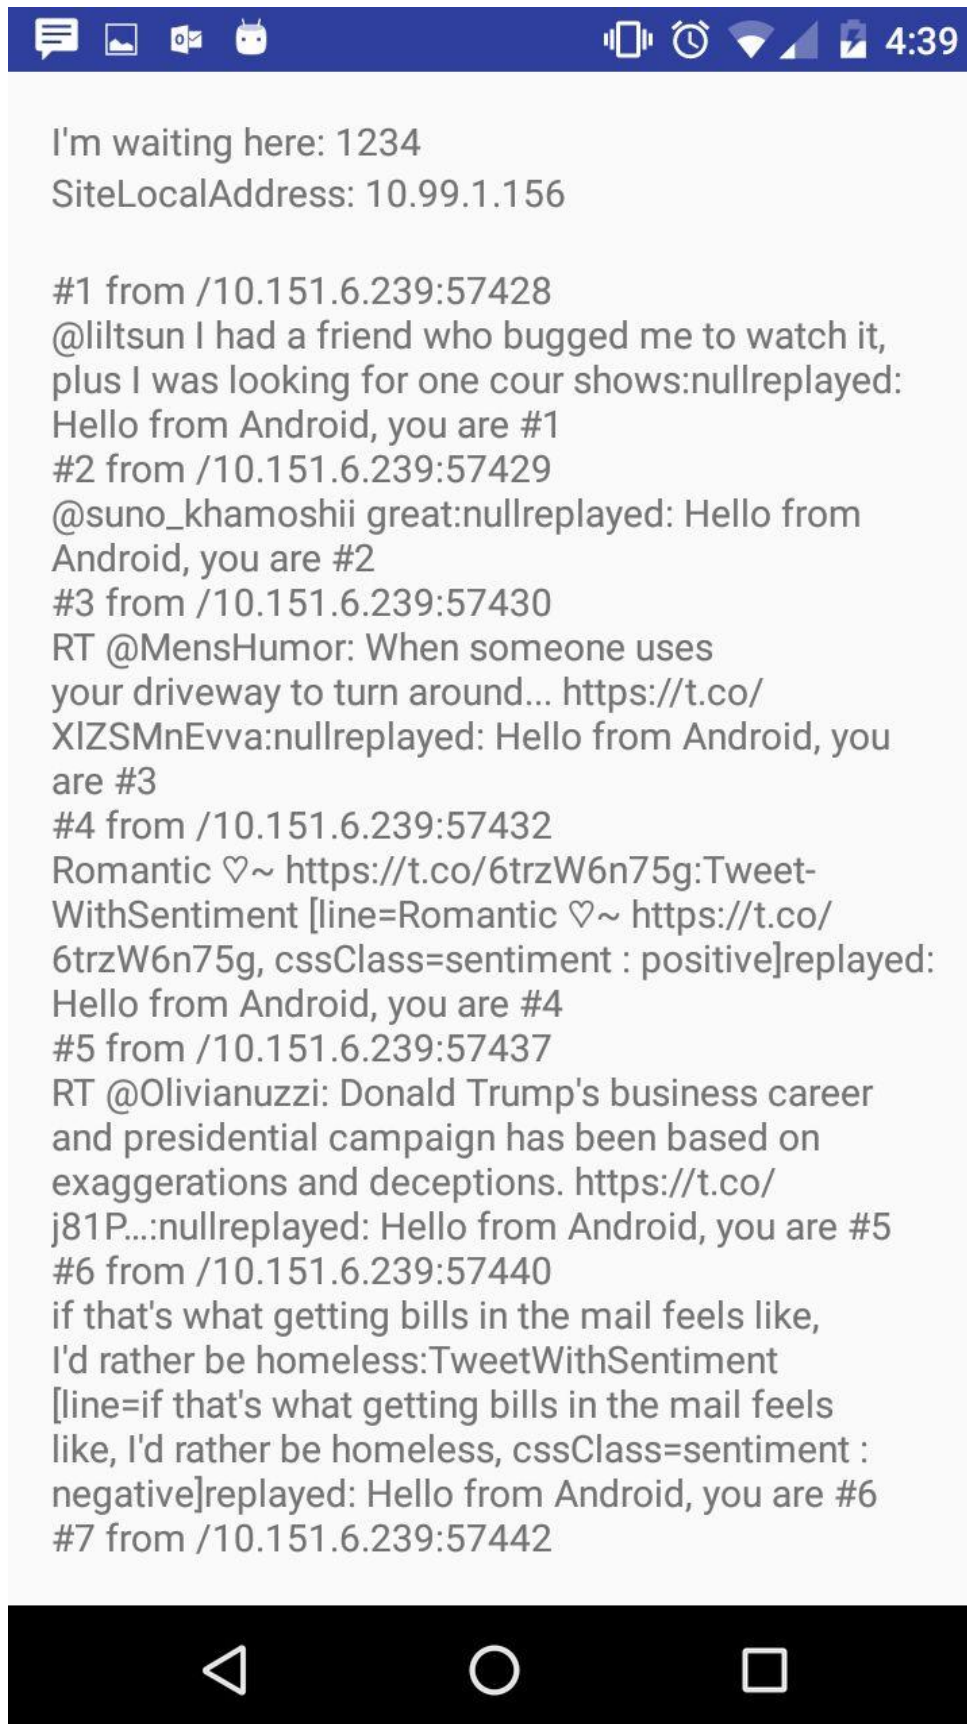 4:39
I'm waiting here: 1234
SiteLocalAddress: 10.99.1.156
#1 from /10.151.6.239:57428
@liltsun I had a friend who bugged me to watch it,
plus I was looking for one cour shows:nullreplayed:
Hello from Android, you are #1
#2 from /10.151.6.239:57429
@suno_khamoshii great:nullreplayed: Hello from
Android, you are #2
#3 from /10.151.6.239:57430
RT @MensHumor: When someone uses
your driveway to turn around... https://t.co/
XlZSMnEvva:nullreplayed: Hello from Android, you
are #3
#4 from /10.151.6.239:57432
Romantic ♡~ https://t.co/6trzW6n75g:Tweet-
WithSentiment [line=Romantic ♡~ https://t.co/
6trzW6n75g, cssClass=sentiment : positive]replayed:
Hello from Android, you are #4
#5 from /10.151.6.239:57437
RT @Olivianuzzi: Donald Trump's business career
and presidential campaign has been based on
exaggerations and deceptions. https://t.co/
j81P…:nullreplayed: Hello from Android, you are #5
#6 from /10.151.6.239:57440
if that's what getting bills in the mail feels like,
I'd rather be homeless:TweetWithSentiment
[line=if that's what getting bills in the mail feels
like, I'd rather be homeless, cssClass=sentiment :
negative]replayed: Hello from Android, you are #6
#7 from /10.151.6.239:57442